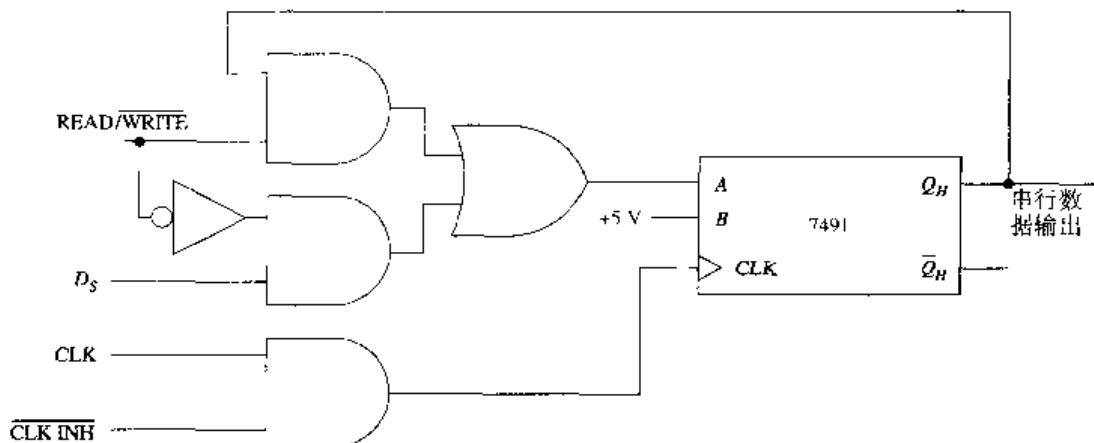 READ/WRITE
A
Q_H
+5 V
B
7491
串行数
据输出
D_S
CLK
Q̅_H
CLK
CLK INH